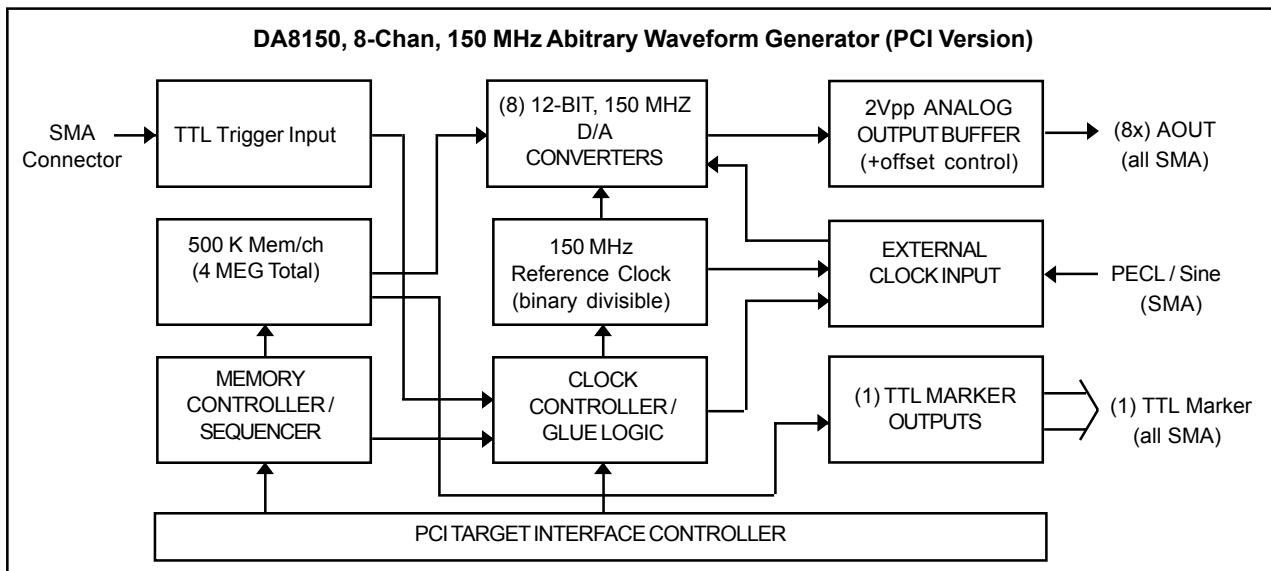 DA8150, 8-Chan, 150 MHz Abitrary Waveform Generator (PCI Version)
SMA
Connector
TTL Trigger Input
(8) 12-BIT, 150 MHZ
D/A
CONVERTERS
2Vpp ANALOG
OUTPUT BUFFER
(+offset control)
(8x) AOUT
(all SMA)
500 K Mem/ch
(4 MEG Total)
150 MHz
Reference Clock
(binary divisible)
EXTERNAL
CLOCK INPUT
PECL / Sine
(SMA)
MEMORY
CONTROLLER /
SEQUENCER
CLOCK
CONTROLLER /
GLUE LOGIC
(1) TTL MARKER
OUTPUTS
(1) TTL Marker
(all SMA)
PCI TARGET INTERFACE CONTROLLER